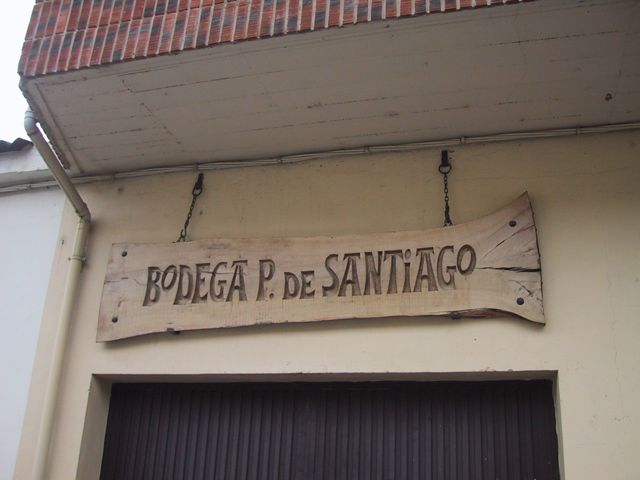 BODEGA P. DE SANTIAGO